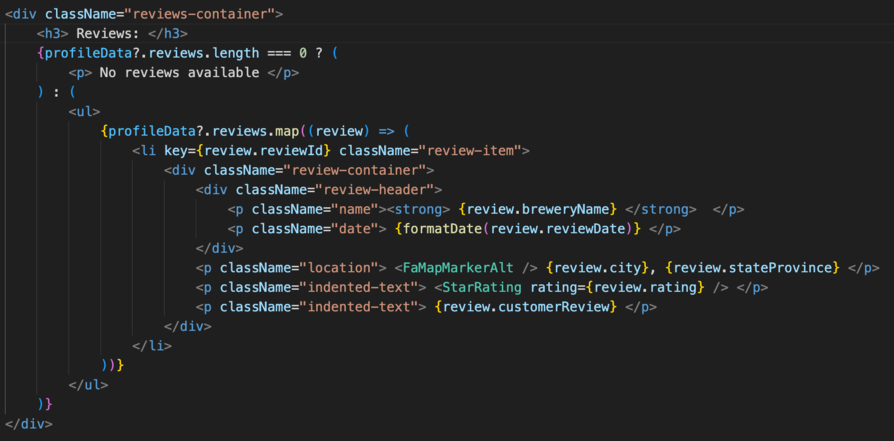 <div className="reviews-container">
    <h3> Reviews: </h3>
    {profileData?.reviews.length === 0 ? (
        <p> No reviews available </p>
    ) : (
        <ul>
            {profileData?.reviews.map((review) => (
                <li key={review.reviewId} className="review-item">
                    <div className="review-container">
                        <div className="review-header">
                            <p className="name"><strong> {review.breweryName} </strong>  </p>
                            <p className="date"> {formatDate(review.reviewDate)} </p>
                        </div>
                        <p className="location"> <FaMapMarkerAlt /> {review.city}, {review.stateProvince} </p>
                        <p className="indented-text"> <StarRating rating={review.rating} /> </p>
                        <p className="indented-text"> {review.customerReview} </p>
                    </div>
                </li>
            ))}
        </ul>
    )}
</div>